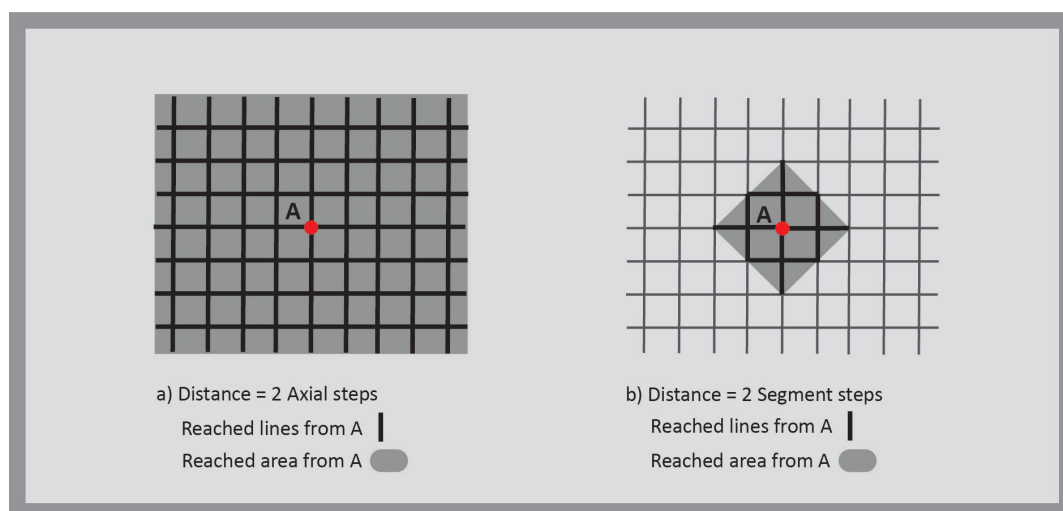 A
a) Distance = 2 Axial steps
Reached lines from A
Reached area from A
A
b) Distance = 2 Segment steps
Reached lines from A
Reached area from A